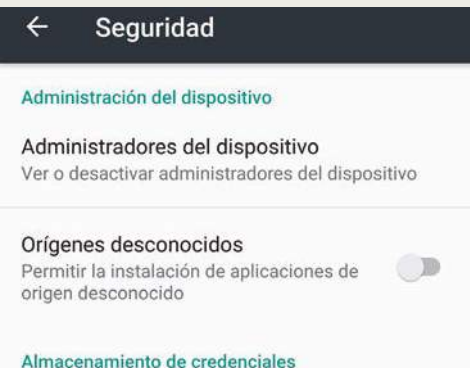 Seguridad
Administración del dispositivo
Administradores del dispositivo
Ver o desactivar administradores del dispositivo
Orígenes desconocidos
Permitir la instalación de aplicaciones de
origen desconocido
Almacenamiento de credenciales